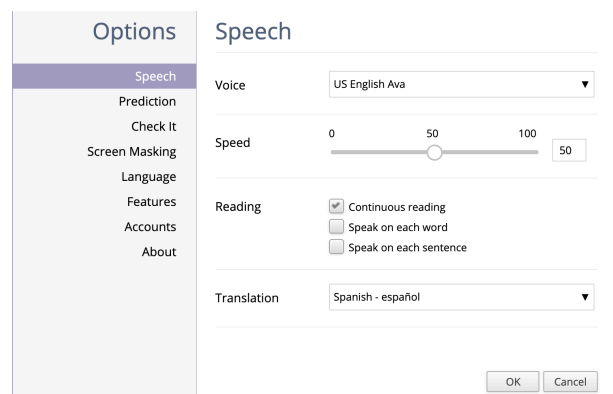 Options
Speech
Prediction
Check It
Screen Masking
Language
Features
Accounts
About
Speech
Voice
US English Ava
Speed
0 50 100
50
Reading
Continuous reading
Speak on each word
Speak on each sentence
Translation
Spanish - español
OK Cancel